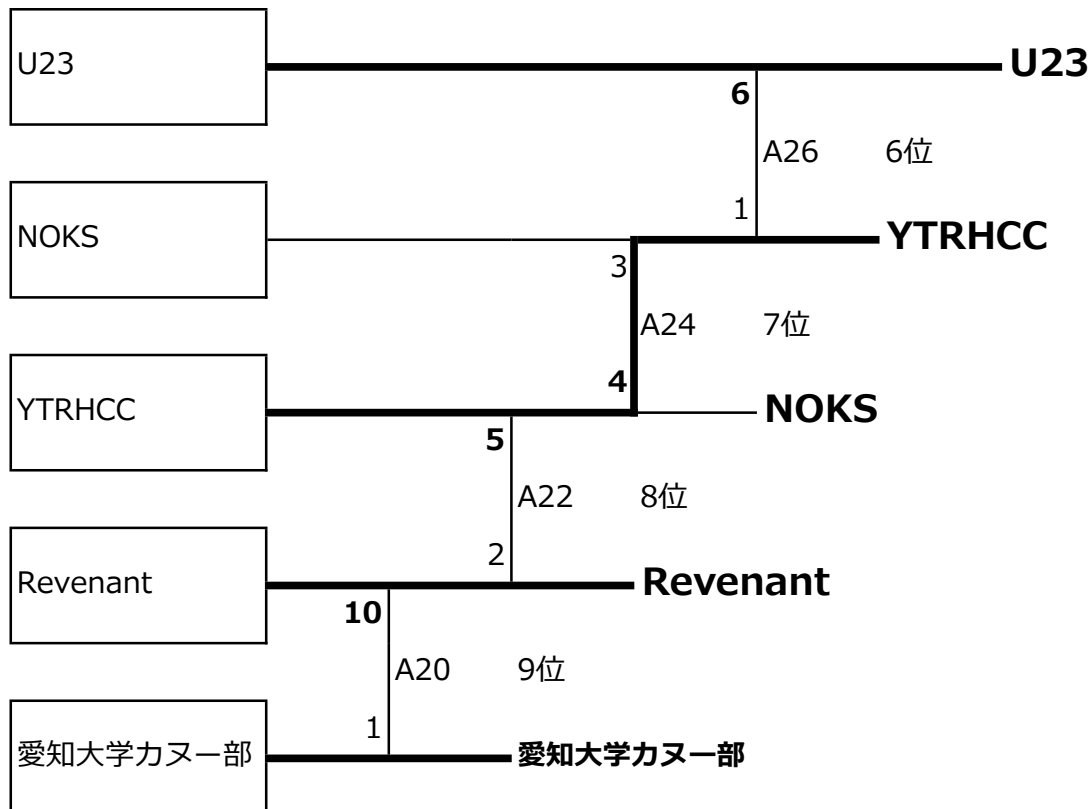 U23
U23
6
A26 6位
1
NOKS
YTRHCC
3
A24 7位
4
YTRHCC
NOKS
5
A22 8位
2
Revenant
Revenant
10
A20 9位
1
愛知大学カヌー部
愛知大学カヌー部